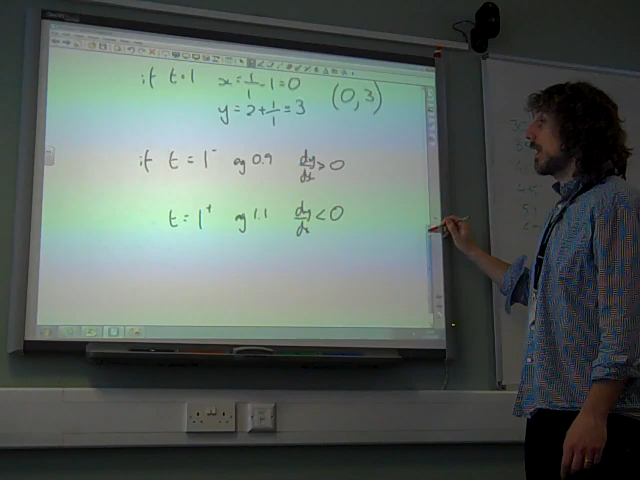 if t=1 x = 1/1 - 1 = 0
y = 2 + 1/1 = 3 (0, 3)
if t = 1⁻ eg 0.9 dy/dx > 0
t = 1⁺ eg 1.1 dy/dx < 0